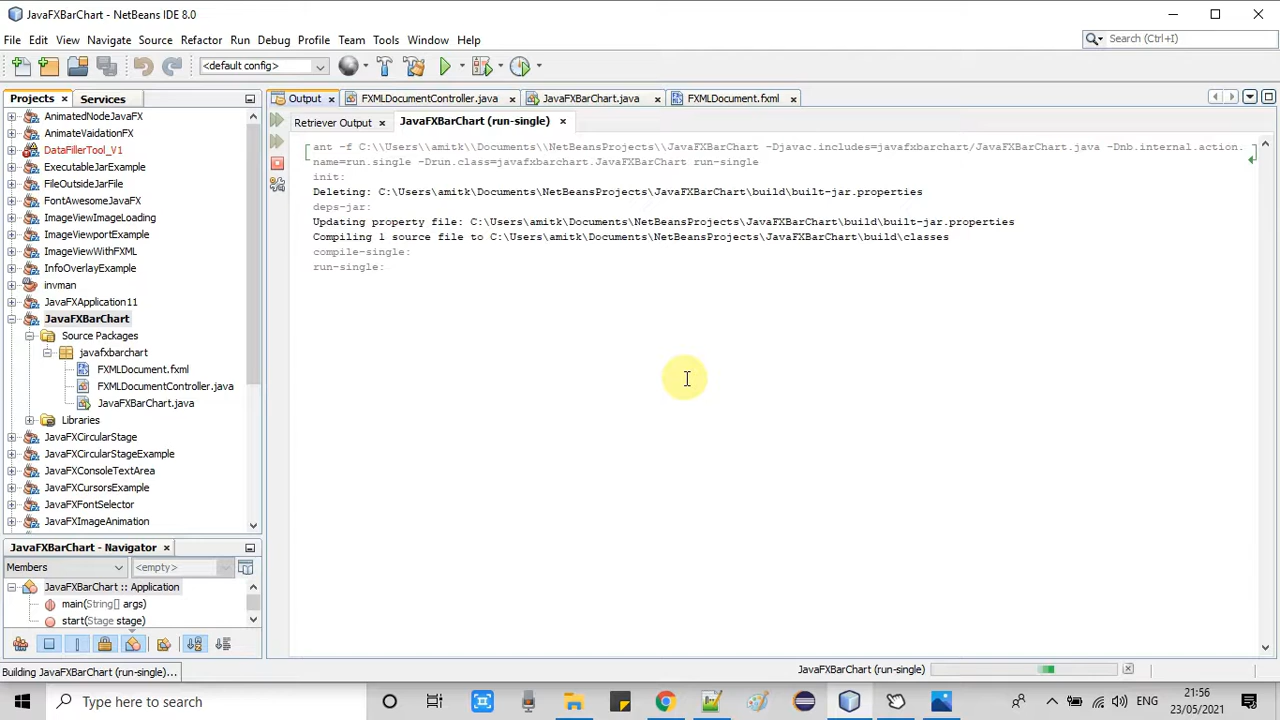 JavaFXBarChart - NetBeans IDE 8.0
File Edit View Navigate Source Refactor Run Debug Profile Team Tools Window Help
Search (Ctrl+I)
<default config>
Projects Services
Output FXMLDocumentController.java JavaFXBarChart.java FXMLDocument.fxml
Retriever Output JavaFXBarChart (run-single)
AnimatedNodeJavaFX
AnimateVaidationFX
DataFillerTool_V1
ExecutableJarExample
FileOutsideJarFile
FontAwesomeJavaFX
ImageViewImageLoading
ImageViewportExample
ImageViewWithFXML
InfoOverlayExample
invman
JavaFXApplication11
JavaFXBarChart
Source Packages
javafxbarchart
FXMLDocument.fxml
FXMLDocumentController.java
JavaFXBarChart.java
Libraries
JavaFXCircularStage
JavaFXCircularStageExample
JavaFXConsoleTextArea
JavaFXCursorsExample
JavaFXFontSelector
JavaFXImageAnimation
ant -f C:\\Users\\amitk\\Documents\\NetBeansProjects\\JavaFXBarChart -Djavac.includes=javafxbarchart/JavaFXBarChart.java -Dnb.internal.action.
name=run.single -Drun.class=javafxbarchart.JavaFXBarChart run-single
init:
Deleting: C:\Users\amitk\Documents\NetBeansProjects\JavaFXBarChart\build\built-jar.properties
deps-jar:
Updating property file: C:\Users\amitk\Documents\NetBeansProjects\JavaFXBarChart\build\built-jar.properties
Compiling 1 source file to C:\Users\amitk\Documents\NetBeansProjects\JavaFXBarChart\build\classes
compile-single:
run-single:
JavaFXBarChart - Navigator
Members <empty>
JavaFXBarChart :: Application
main(String[] args)
start(Stage stage)
Building JavaFXBarChart (run-single)...
JavaFXBarChart (run-single)
Type here to search
ENG
21:56
23/05/2021